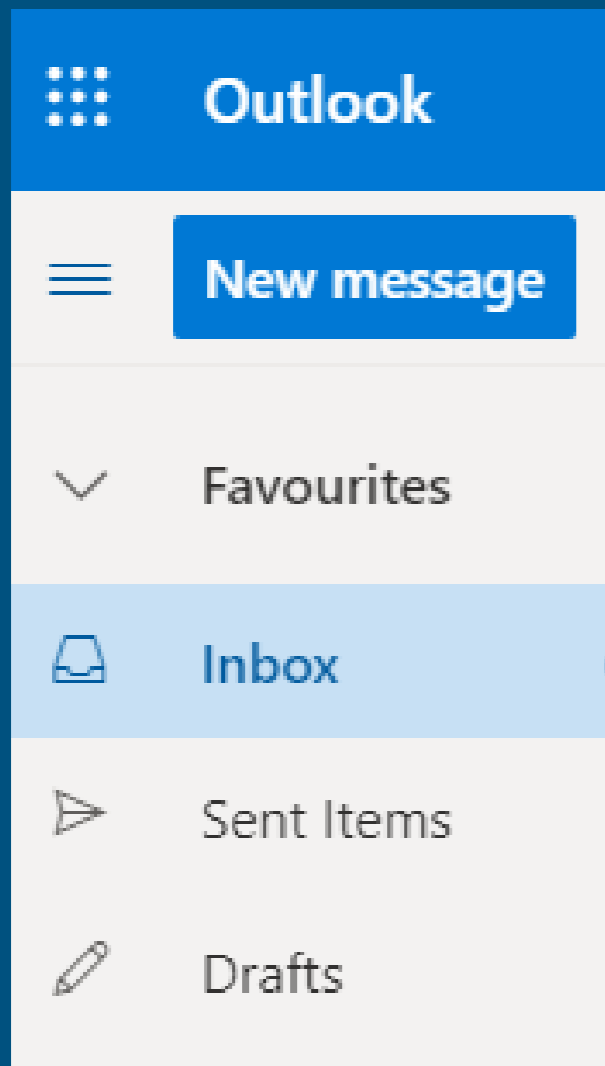 Outlook
New message
Favourites
Inbox
Sent Items
Drafts